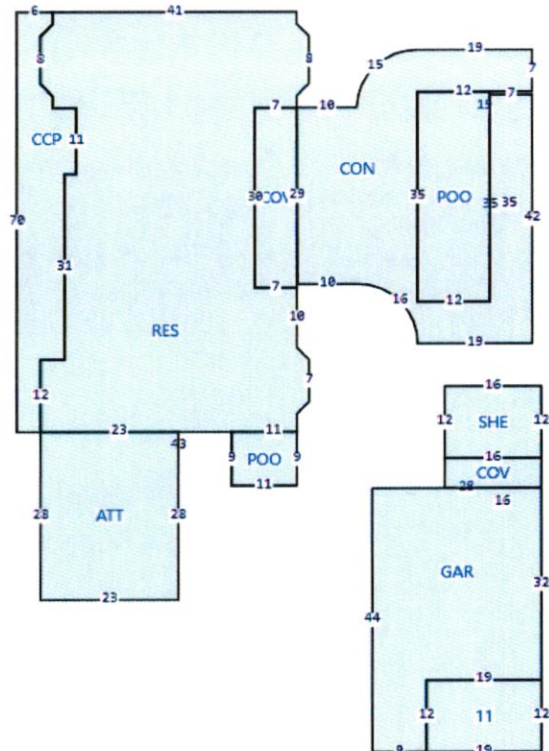 6 41
19
8 8
15
7
12 7
15
7 10
CCP 11
CON
70
30 COV 29
35 POO 35 35
42
31
7 10
16
12
10
RES
19
7
12
16
23 11
43
12 SHE 12
9 POO 9
16
11
COV
28 16
28 ATT 28
GAR
32
23
44
19
12 11 12
9 19